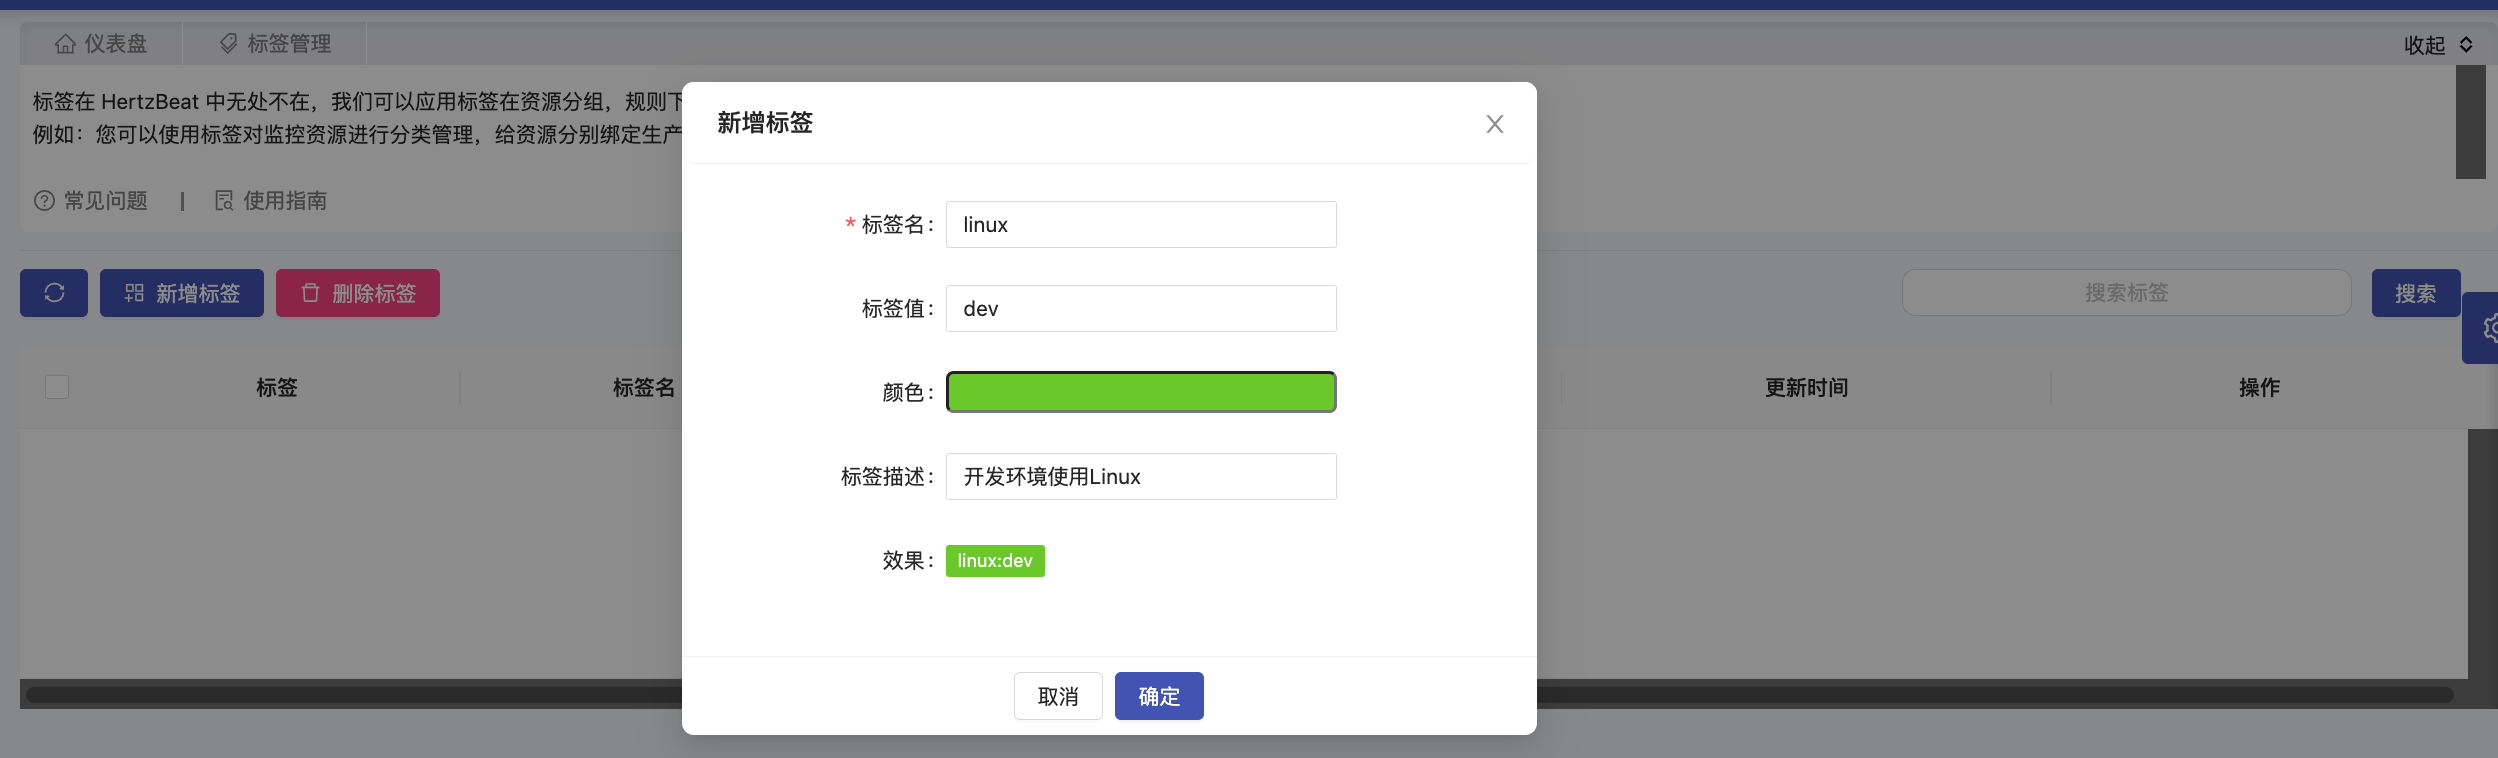 仪表盘
标签管理
收起
标签在 HertzBeat 中无处不在，我们可以应用标签在资源分组，规则下
例如：您可以使用标签对监控资源进行分类管理，给资源分别绑定生产
常见问题 | 使用指南
新增标签
删除标签
搜索标签
搜索
标签
标签名
更新时间
操作
新增标签
* 标签名：
linux
标签值：
dev
颜色：
标签描述：
开发环境使用Linux
效果：
linux:dev
取消
确定